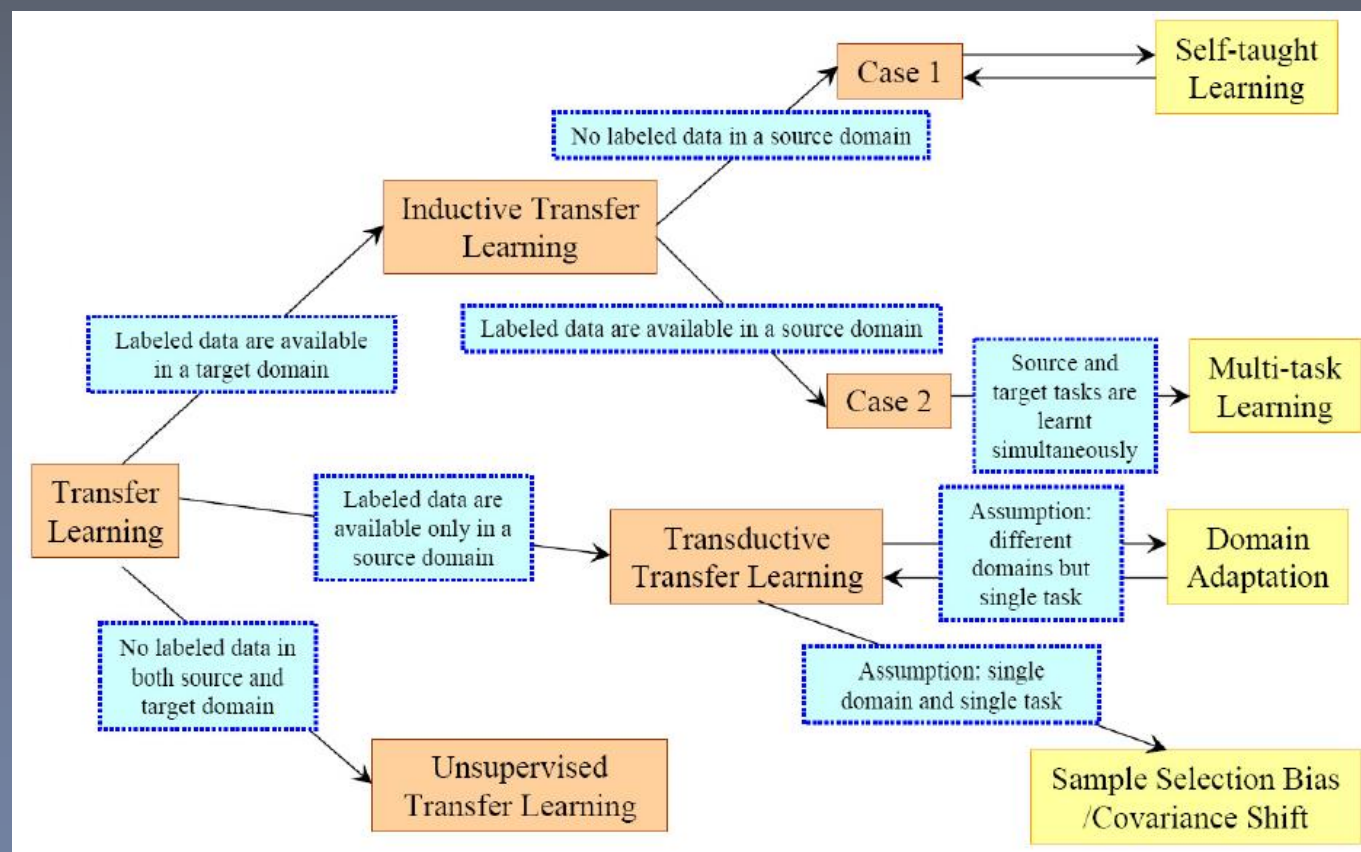 Case 1
Self-taught
Learning
No labeled data in a source domain
Inductive Transfer
Learning
Labeled data are available
in a target domain
Labeled data are available in a source domain
Case 2
Source and
target tasks are
learnt
simultaneously
Multi-task
Learning
Transfer
Learning
Labeled data are
available only in a
source domain
Transductive
Transfer Learning
Assumption:
different
domains but
single task
Domain
Adaptation
No labeled data in
both source and
target domain
Assumption: single
domain and single task
Unsupervised
Transfer Learning
Sample Selection Bias
/Covariance Shift